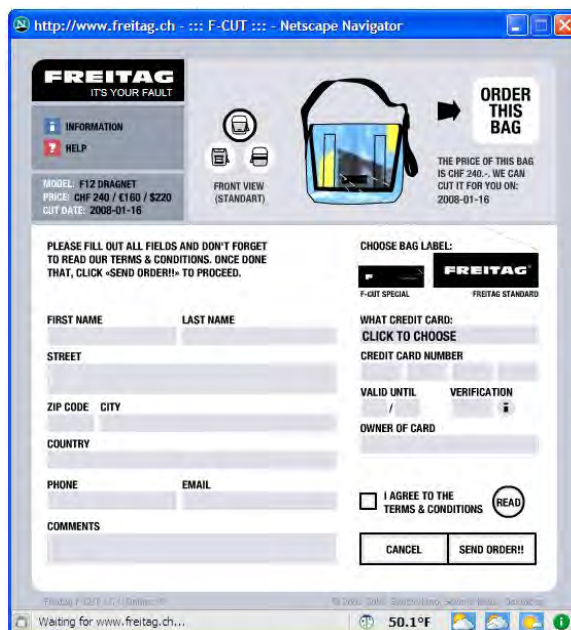 http://www.freitag.ch - ::: F-CUT ::: - Netscape Navigator
FREITAG
IT'S YOUR FAULT
i INFORMATION
? HELP
MODEL: F12 DRAGNET
PRICE: CHF 240 / €160 / $220
CUT DATE: 2008-01-16
FRONT VIEW
(STANDART)
ORDER
THIS
BAG
THE PRICE OF THIS BAG
IS CHF 240.-. WE CAN
CUT IT FOR YOU ON:
2008-01-16
PLEASE FILL OUT ALL FIELDS AND DON'T FORGET
TO READ OUR TERMS & CONDITIONS. ONCE DONE
THAT, CLICK «SEND ORDER!!» TO PROCEED.
CHOOSE BAG LABEL:
F
FREITAG
F-CUT SPECIAL
FREITAG STANDARD
FIRST NAME
LAST NAME
STREET
ZIP CODE
CITY
COUNTRY
PHONE
EMAIL
COMMENTS
WHAT CREDIT CARD:
CLICK TO CHOOSE
CREDIT CARD NUMBER
VALID UNTIL
VERIFICATION
/
i
OWNER OF CARD
I AGREE TO THE
TERMS & CONDITIONS
READ
CANCEL
SEND ORDER!!
Waiting for www.freitag.ch...
50.1°F